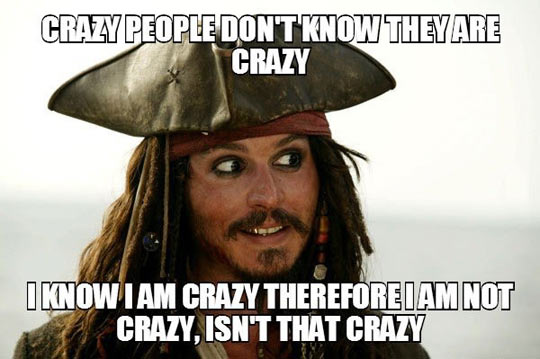 CRAZY PEOPLE DON'T KNOW THEY ARE
CRAZY
I KNOW I AM CRAZY THEREFORE I AM NOT
CRAZY, ISN'T THAT CRAZY